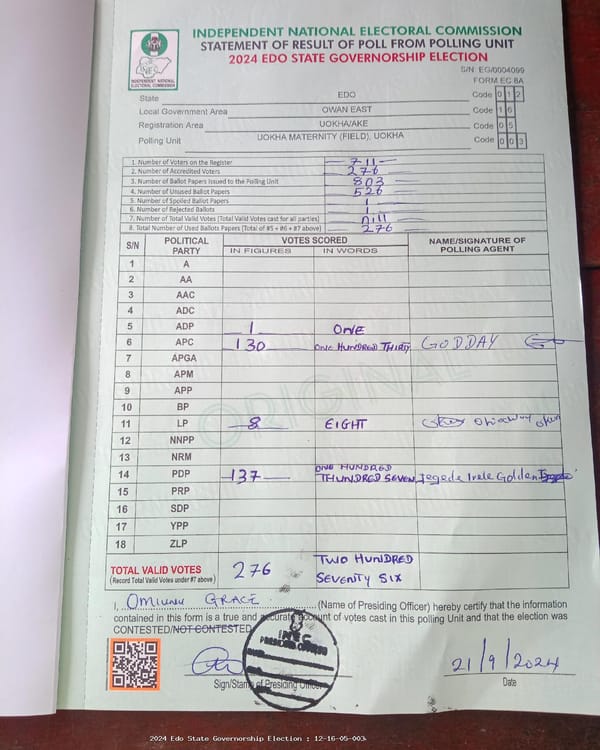 INDEPENDENT NATIONAL ELECTORAL COMMISSION
STATEMENT OF RESULT OF POLL FROM POLLING UNIT
2024 EDO STATE GOVERNORSHIP ELECTION
INEC
INDEPENDENT NATIONAL
ELECTORAL COMMISSION
S/N EG/0004099
FORM EC 8A
State EDO Code 0 1 2
Local Government Area OWAN EAST Code 1 6
Registration Area UOKHA/AKE Code 0 5
Polling Unit UOKHA MATERNITY (FIELD), UOKHA Code 0 0 3
1. Number of Voters on the Register 711
2. Number of Accredited Voters 276
3. Number of Ballot Papers Issued to the Polling Unit 803
4. Number of Unused Ballot Papers 526
5. Number of Spoiled Ballot Papers 1
6. Number of Rejected Ballots 1
7. Number of Total Valid Votes (Total Valid Votes cast for all parties) nill
8. Total Number of Used Ballots Papers (Total of #5 + #6 + #7 above) 276
S/N POLITICAL PARTY VOTES SCORED NAME/SIGNATURE OF POLLING AGENT
IN FIGURES IN WORDS
1 A
2 AA
3 AAC
4 ADC
5 ADP 1 ONE
6 APC 130 ONE HUNDRED THIRTY GODDAY
7 APGA
8 APM
9 APP
10 BP
11 LP 8 EIGHT
12 NNPP
13 NRM
14 PDP 137 ONE HUNDRED THUNDRED SEVEN Jegede Irele Golden
15 PRP
16 SDP
17 YPP
18 ZLP
ORIGINAL
TOTAL VALID VOTES 276 TWO HUNDRED
(Record Total Valid Votes under #7 above) SEVENTY SIX
I, OMIUNU GRACE (Name of Presiding Officer) hereby certify that the information
contained in this form is a true and accurate account of votes cast in this polling Unit and that the election was
CONTESTED/NOT CONTESTED
INEC
PRESIDING OFFICER
21/9/2024
Sign/Stamp of Presiding Officer Date
2024 Edo State Governorship Election : 12-16-05-003